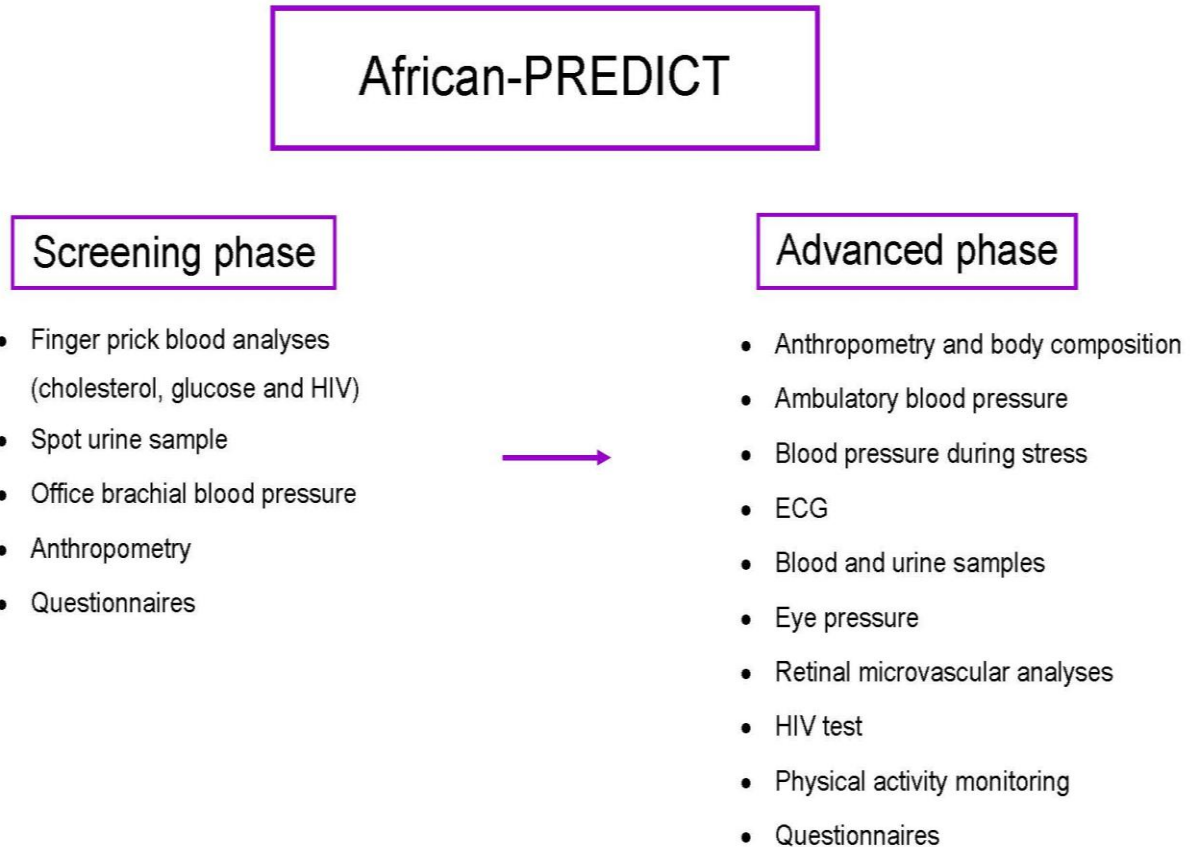 African-PREDICT
Screening phase
• Finger prick blood analyses
(cholesterol, glucose and HIV)
• Spot urine sample
• Office brachial blood pressure
• Anthropometry
• Questionnaires
Advanced phase
• Anthropometry and body composition
• Ambulatory blood pressure
• Blood pressure during stress
• ECG
• Blood and urine samples
• Eye pressure
• Retinal microvascular analyses
• HIV test
• Physical activity monitoring
• Questionnaires